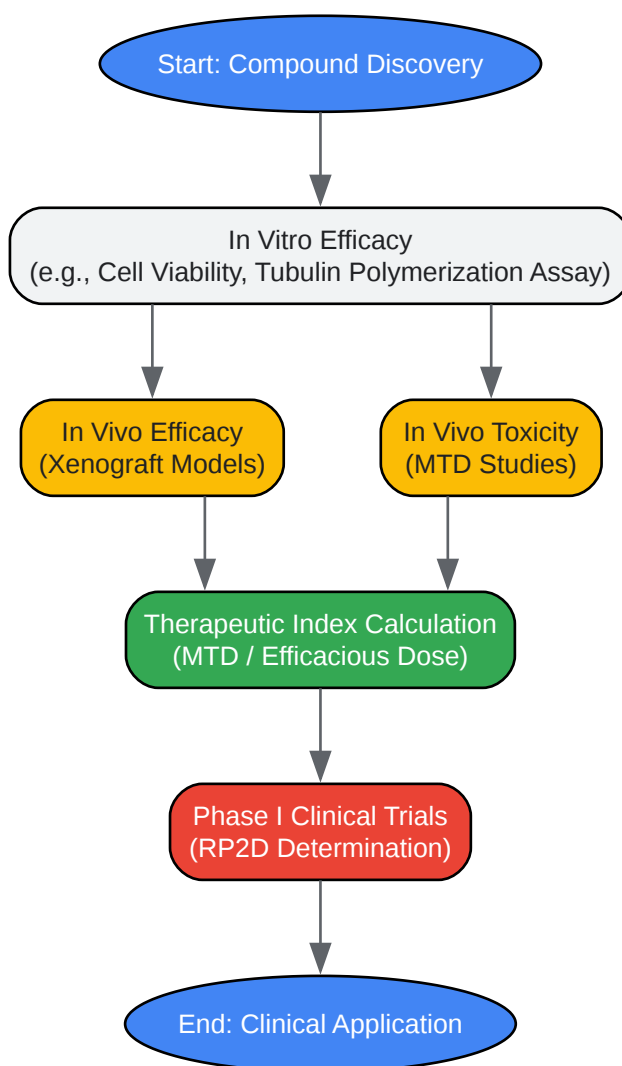 Start: Compound Discovery
In Vitro Efficacy
(e.g., Cell Viability, Tubulin Polymerization Assay)
In Vivo Efficacy
(Xenograft Models)
In Vivo Toxicity
(MTD Studies)
Therapeutic Index Calculation
(MTD / Efficacious Dose)
Phase I Clinical Trials
(RP2D Determination)
End: Clinical Application